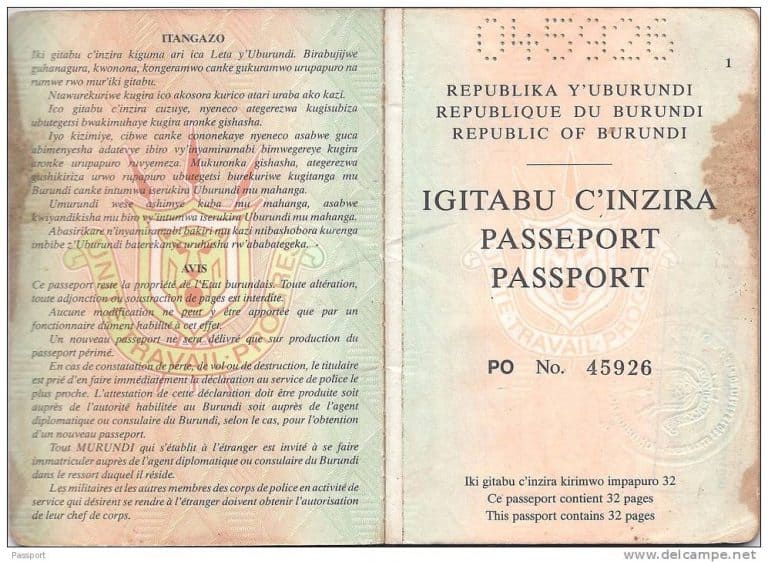 ITANGAZO
Iki gitabu c'inzira kiguma ari ica Leta y'Uburundi. Birabujijwe
guhanagura, kwonona, kongeramwo canke gukuramwo urupapuro na
rumwe rwo mur'iki gitabu.
Ntawurekuriwe kugira ico akosora kurico atari uraba ako kazi.
Ico gitabu c'inzira cuzuye, nyeneco ategerezwa kugisubiza
ubutegetsi bwakimuhaye kugira aronke gishasha.
Iyo kizimiye, cibwe canke cononekaye nyeneco asabwe guca
abimenyesha adatevye ibiro vy'inyamiramabi bimwegereye kugira
aronke urupapuro ruvyemeza. Mukuronka gishasha, ategerezwa
gushikiriza urwo rupapuro ubutegetsi burekuriwe kugitanga mu
Burundi canke intumwa iserukira Uburundi mu mahanga.
Umurundi wese ashimye kuba mu mahanga, asabwe
kwiyandikisha mu biro vy'intumwa iserukira Uburundi mu mahanga.
Abasirikare n'inyamiramabi bakiri mu kazi ntibashobora kurenga
imbibe z'Uburundi baterekanye uruhusha rw'ababategeka.
AVIS
Ce passeport reste la propriété de l'Etat burundais. Toute altération,
toute adjonction ou soustraction de pages est interdite.
Aucune modification ne peut y être apportée que par un
fonctionnaire dûment habilité à cet effet.
Un nouveau passeport ne sera délivré que sur production du
passeport périmé.
En cas de constatation de perte, de vol ou de destruction, le titulaire
est prié d'en faire immédiatement la déclaration au service de police le
plus proche. L'attestation de cette déclaration doit être produite soit
auprès de l'autorité habilitée au Burundi soit auprès de l'agent
diplomatique ou consulaire du Burundi, selon le cas, pour l'obtention
d'un nouveau passeport.
Tout MURUNDI qui s'établit à l'étranger est invité à se faire
immatriculer auprès de l'agent diplomatique ou consulaire du Burundi
dans le ressort duquel il réside.
Les militaires et les autres membres des corps de police en activité de
service qui désirent se rendre à l'étranger doivent obtenir l'autorisation
de leur chef de corps.
UNITE·TRAVAIL·PROGRES
045926
1
REPUBLIKA Y'UBURUNDI
REPUBLIQUE DU BURUNDI
REPUBLIC OF BURUNDI
IGITABU C'INZIRA
PASSEPORT
PASSPORT
PO No. 45926
UNITE·TRAVAIL·PROGRES
Iki gitabu c'inzira kirimwo impapuro 32
Ce passeport contient 32 pages
This passport contains 32 pages
Passport
delcampe.net